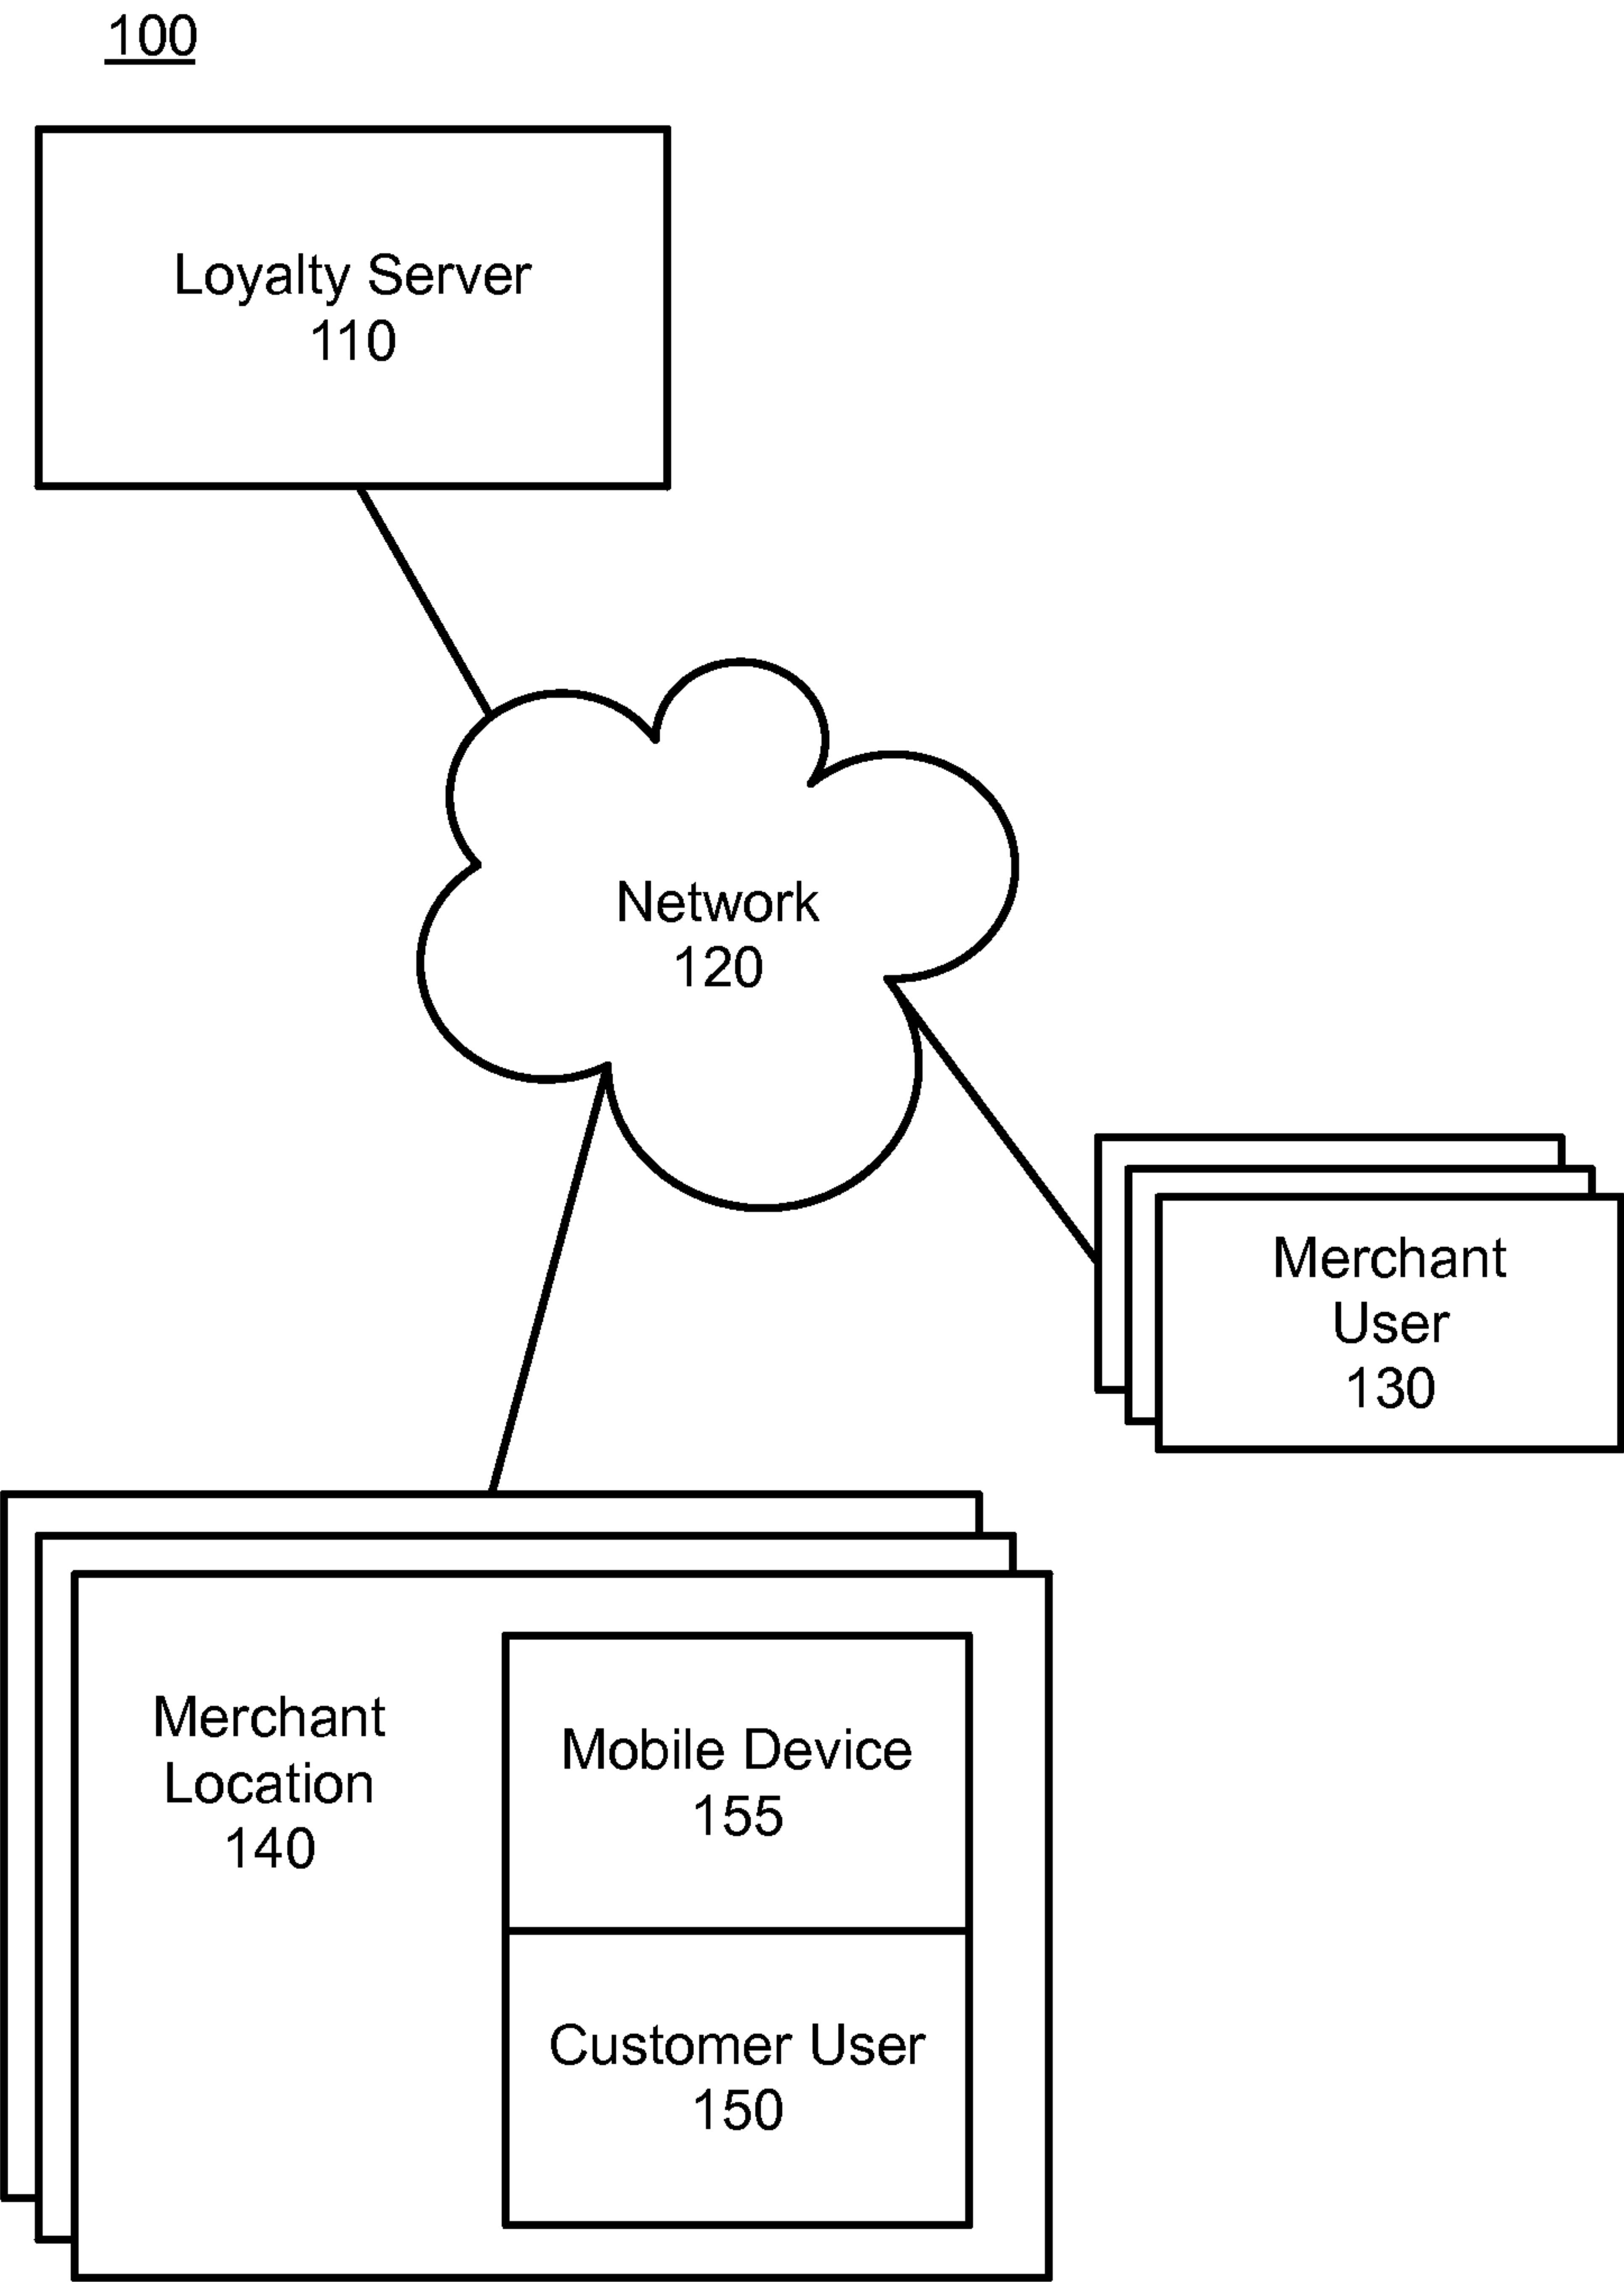 100
Loyalty Server
110
Network
120
Merchant
User
130
Merchant
Location
140
Mobile Device
155
Customer User
150